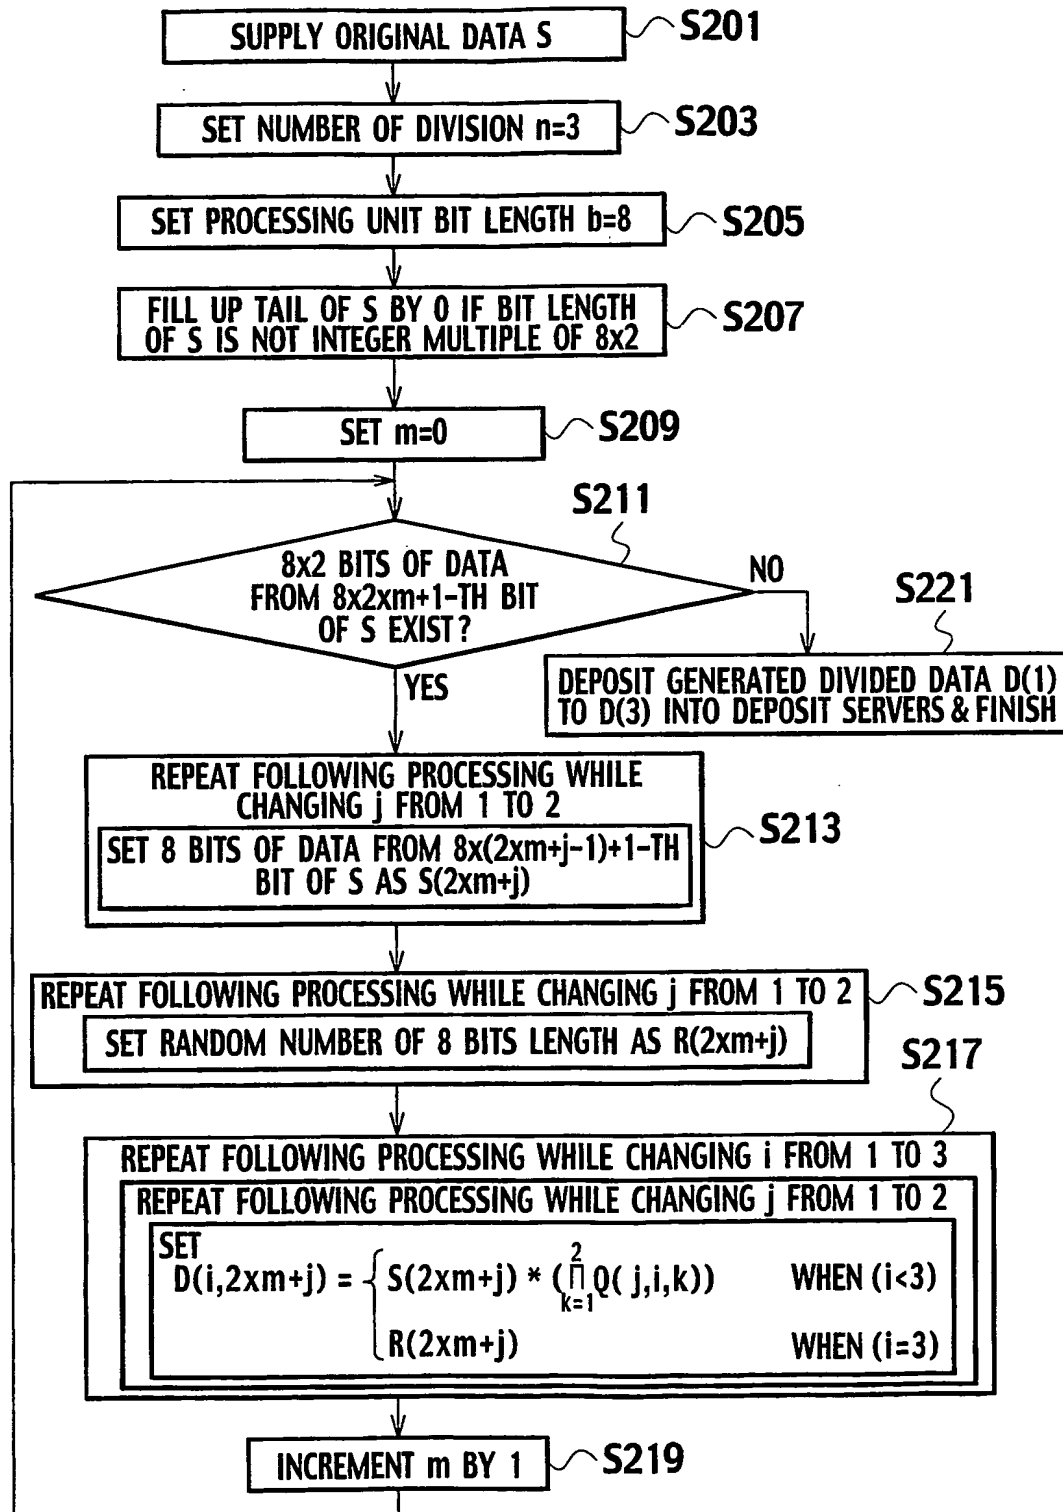 SUPPLY ORIGINAL DATA S
S201
SET NUMBER OF DIVISION n=3
S203
SET PROCESSING UNIT BIT LENGTH b=8
S205
FILL UP TAIL OF S BY 0 IF BIT LENGTH
OF S IS NOT INTEGER MULTIPLE OF 8x2
S207
SET m=0
S209
S211
8x2 BITS OF DATA
FROM 8x2xm+1-TH BIT
OF S EXIST?
NO
YES
S221
DEPOSIT GENERATED DIVIDED DATA D(1)
TO D(3) INTO DEPOSIT SERVERS & FINISH
REPEAT FOLLOWING PROCESSING WHILE
CHANGING j FROM 1 TO 2
S213
SET 8 BITS OF DATA FROM 8x(2xm+j-1)+1-TH
BIT OF S AS S(2xm+j)
REPEAT FOLLOWING PROCESSING WHILE CHANGING j FROM 1 TO 2
S215
SET RANDOM NUMBER OF 8 BITS LENGTH AS R(2xm+j)
S217
REPEAT FOLLOWING PROCESSING WHILE CHANGING i FROM 1 TO 3
REPEAT FOLLOWING PROCESSING WHILE CHANGING j FROM 1 TO 2
SET
D(i,2xm+j) = { S(2xm+j) * (∏ k=1 2 Q( j,i,k)) WHEN (i<3)
R(2xm+j) WHEN (i=3)
INCREMENT m BY 1
S219